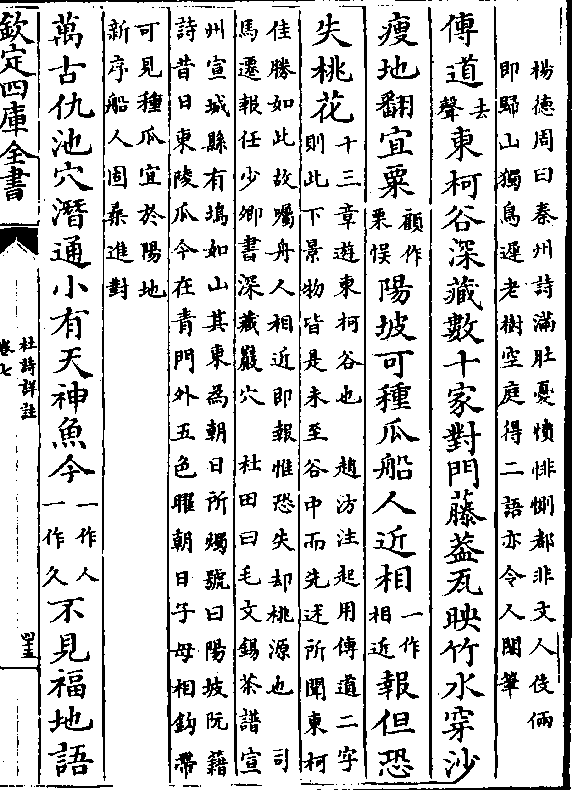 楊德周曰秦州詩滿肚憂憤悱惻都非文人伎倆
即歸山獨鳥遲老樹空庭得二語亦令人閣筆
傳道去聲東柯谷深藏數十家對門藤葢瓦映竹水穿沙
瘦地翻宜粟顧作栗悮陽坡可種瓜船人近相一作相近報但恐
失桃花十三章遊東柯谷也 趙汸注起用傳道二字
則此下景物皆是未至谷中而先述所聞東柯
佳勝如此故囑舟人相近即報惟恐失却桃源也 司
馬遷報任少卿書深藏巖穴 杜田曰毛文錫茶譜宣
州宣城縣有塢如山其東為朝日所燭號曰陽坡阮藉
詩昔日東陵瓜今在青門外五色曜朝日子母相鈎帶
可見種瓜宜於陽地
新序船人固桑進對
萬古仇池穴潛通小有天神魚今一作人一作久不見福地語
欽定四庫全書
杜詩詳註
卷七